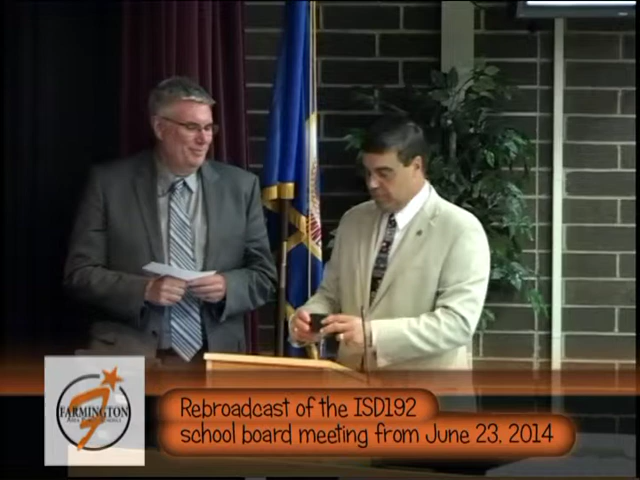 FARMINGTON
Rebroadcast of the ISD192
school board meeting from June 23, 2014